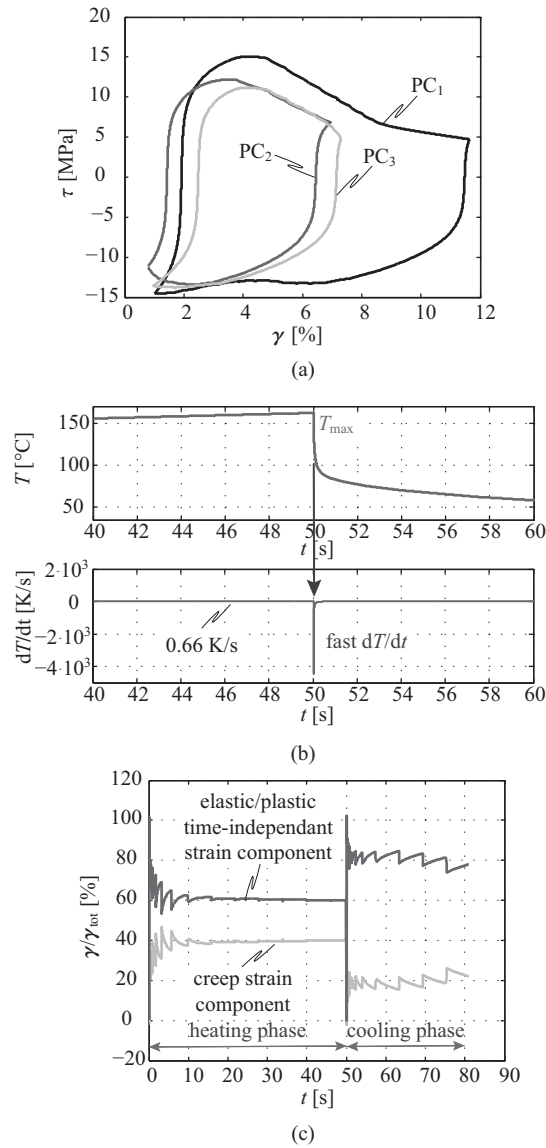 20
15
10
5
0
−5
−10
−15
τ [MPa]
PC1
PC2
PC3
0 2 4 6 8 10 12
γ [%]
(a)
150
100
50
T [°C]
Tmax
40 42 44 46 48 50 52 54 56 58 60
t [s]
2·10³
0
−2·10³
−4·10³
dT/dt [K/s]
0.66 K/s
fast dT/dt
40 42 44 46 48 50 52 54 56 58 60
t [s]
(b)
120
100
80
60
40
20
0
−20
γ/γtot [%]
elastic/plastic
time-independant
strain component
creep strain
component
heating phase
cooling phase
0 10 20 30 40 50 60 70 80 90
t [s]
(c)